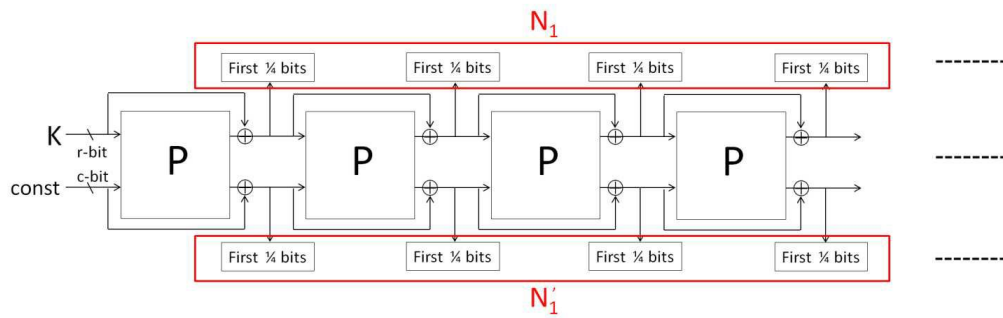 N₁
First ¼ bits First ¼ bits First ¼ bits First ¼ bits
K
r-bit
P P P P
const
c-bit
First ¼ bits First ¼ bits First ¼ bits First ¼ bits
N₁′